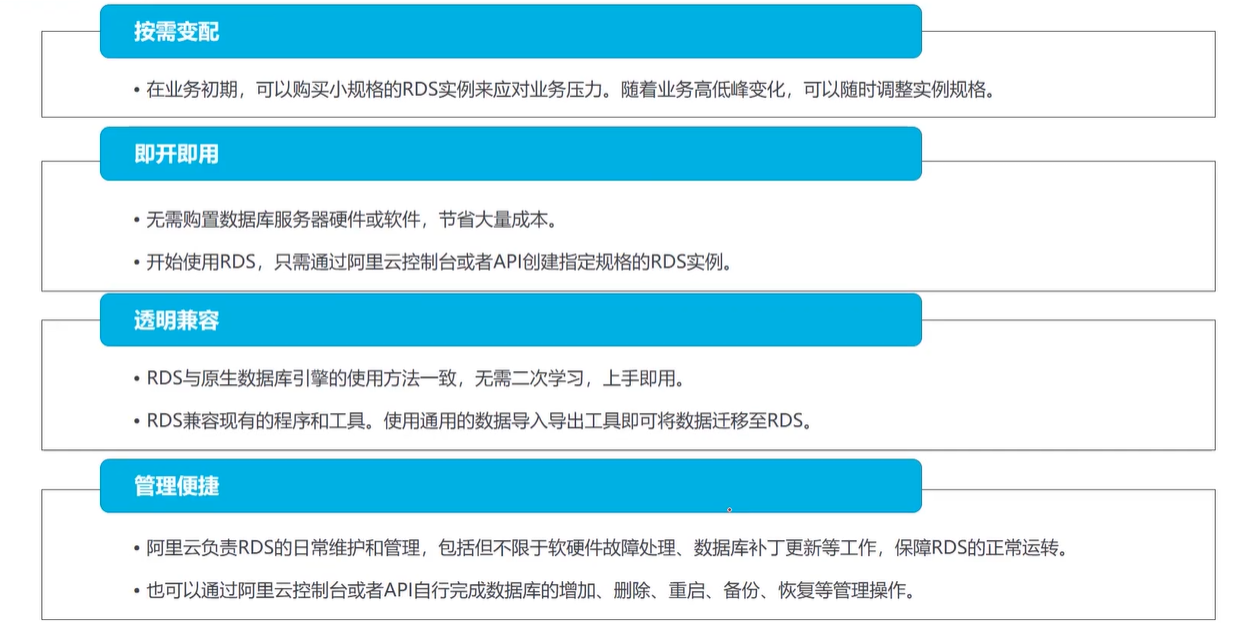 按需变配
• 在业务初期，可以购买小规格的RDS实例来应对业务压力。随着业务高低峰变化，可以随时调整实例规格。
即开即用
• 无需购置数据库服务器硬件或软件，节省大量成本。
• 开始使用RDS，只需通过阿里云控制台或者API创建指定规格的RDS实例。
透明兼容
• RDS与原生数据库引擎的使用方法一致，无需二次学习，上手即用。
• RDS兼容现有的程序和工具。使用通用的数据导入导出工具即可将数据迁移至RDS。
管理便捷
• 阿里云负责RDS的日常维护和管理，包括但不限于软硬件故障处理、数据库补丁更新等工作，保障RDS的正常运转。
• 也可以通过阿里云控制台或者API自行完成数据库的增加、删除、重启、备份、恢复等管理操作。